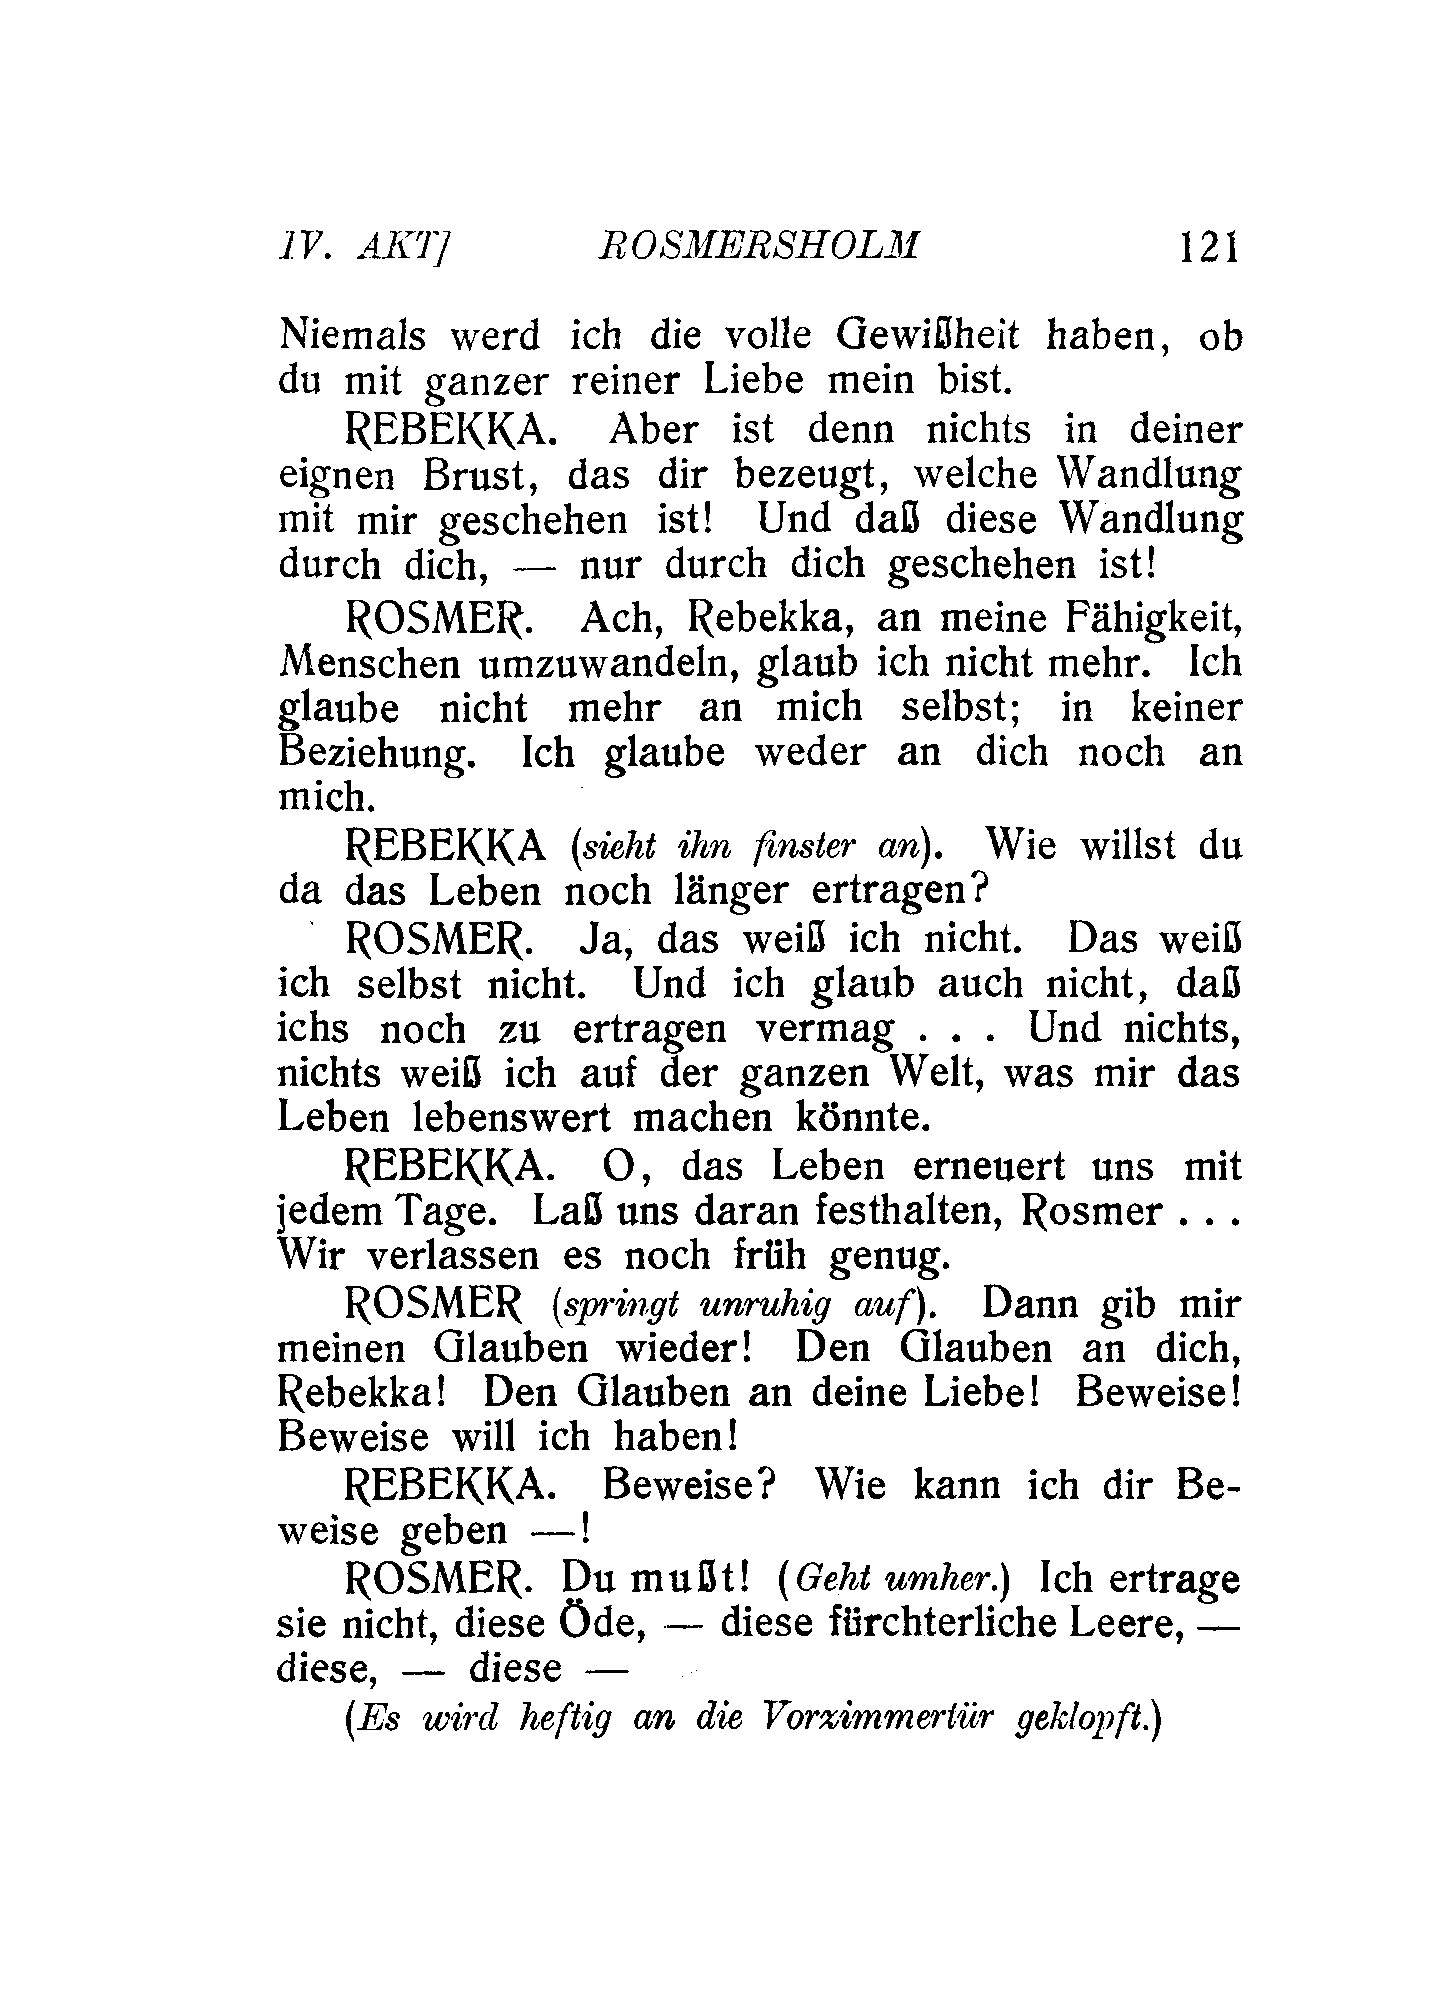 IV. AKT] ROSMERSHOLM 121
Niemals werd ich die volle Gewißheit haben, ob
du mit ganzer reiner Liebe mein bist.
REBEKKA. Aber ist denn nichts in deiner
eignen Brust, das dir bezeugt, welche Wandlung
mit mir geschehen ist! Und daß diese Wandlung
durch dich, — nur durch dich geschehen ist!
ROSMER. Ach, Rebekka, an meine Fähigkeit,
Menschen umzuwandeln, glaub ich nicht mehr. Ich
glaube nicht mehr an mich selbst; in keiner
Beziehung. Ich glaube weder an dich noch an
mich.
REBEKKA (sieht ihn finster an). Wie willst du
da das Leben noch länger ertragen?
ROSMER. Ja, das weiß ich nicht. Das weiß
ich selbst nicht. Und ich glaub auch nicht, daß
ichs noch zu ertragen vermag . . . Und nichts,
nichts weiß ich auf der ganzen Welt, was mir das
Leben lebenswert machen könnte.
REBEKKA. O, das Leben erneuert uns mit
jedem Tage. Laß uns daran festhalten, Rosmer . . .
Wir verlassen es noch früh genug.
ROSMER (springt unruhig auf). Dann gib mir
meinen Glauben wieder! Den Glauben an dich,
Rebekka! Den Glauben an deine Liebe! Beweise!
Beweise will ich haben!
REBEKKA. Beweise? Wie kann ich dir Be-
weise geben —!
ROSMER. Du mußt! (Geht umher.) Ich ertrage
sie nicht, diese Öde, — diese fürchterliche Leere, —
diese, — diese —
(Es wird heftig an die Vorzimmertür geklopft.)